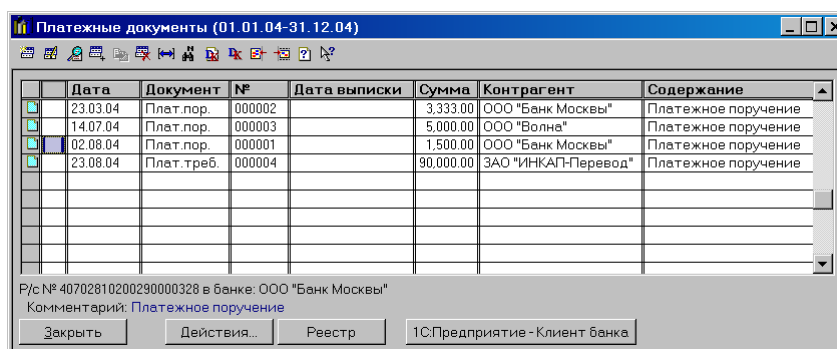 Платежные документы (01.01.04-31.12.04)
Дата Документ № Дата выписки Сумма Контрагент Содержание
23.03.04 Плат.пор. 000002 3,333.00 ООО "Банк Москвы" Платежное поручение
14.07.04 Плат.пор. 000003 5,000.00 ООО "Волна" Платежное поручение
02.08.04 Плат.пор. 000001 1,500.00 ООО "Банк Москвы" Платежное поручение
23.08.04 Плат.треб. 000004 90,000.00 ЗАО "ИНКАП-Перевод" Платежное поручение
Р/с № 40702810200290000328 в банке: ООО "Банк Москвы"
Комментарий: Платежное поручение
Закрыть Действия... Реестр 1С:Предприятие - Клиент банка